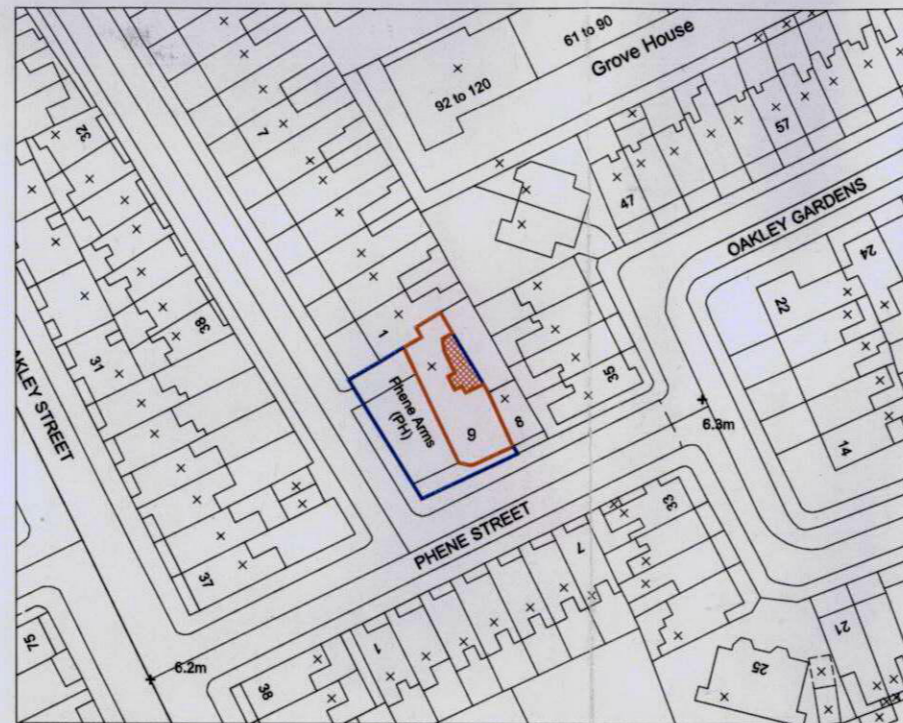 61 to 90
Grove House
92 to 120
32
7
57
47
OAKLEY GARDENS
24
22
38
1
31
35
AKLEY STREET
Phene Arms
(PH)
9
8
6.3m
14
PHENE STREET
33
7
37
1
75
6.2m
38
25
21